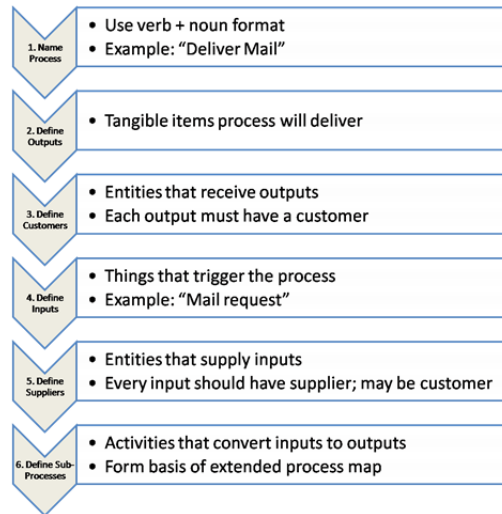 1. Name
Process
• Use verb + noun format
• Example: “Deliver Mail”
2. Define
Outputs
• Tangible items process will deliver
3. Define
Customers
• Entities that receive outputs
• Each output must have a customer
4. Define
Inputs
• Things that trigger the process
• Example: “Mail request”
5. Define
Suppliers
• Entities that supply inputs
• Every input should have supplier; may be customer
6. Define Sub-
Processes
• Activities that convert inputs to outputs
• Form basis of extended process map